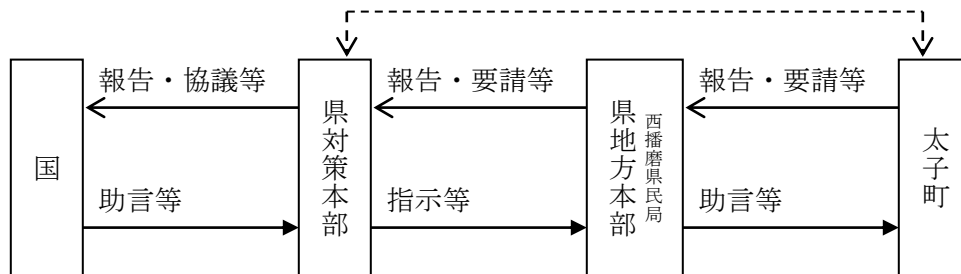 国
報告・協議等
助言等
県対策本部
報告・要請等
指示等
県地方本部
西播磨県民局
報告・要請等
助言等
太子町